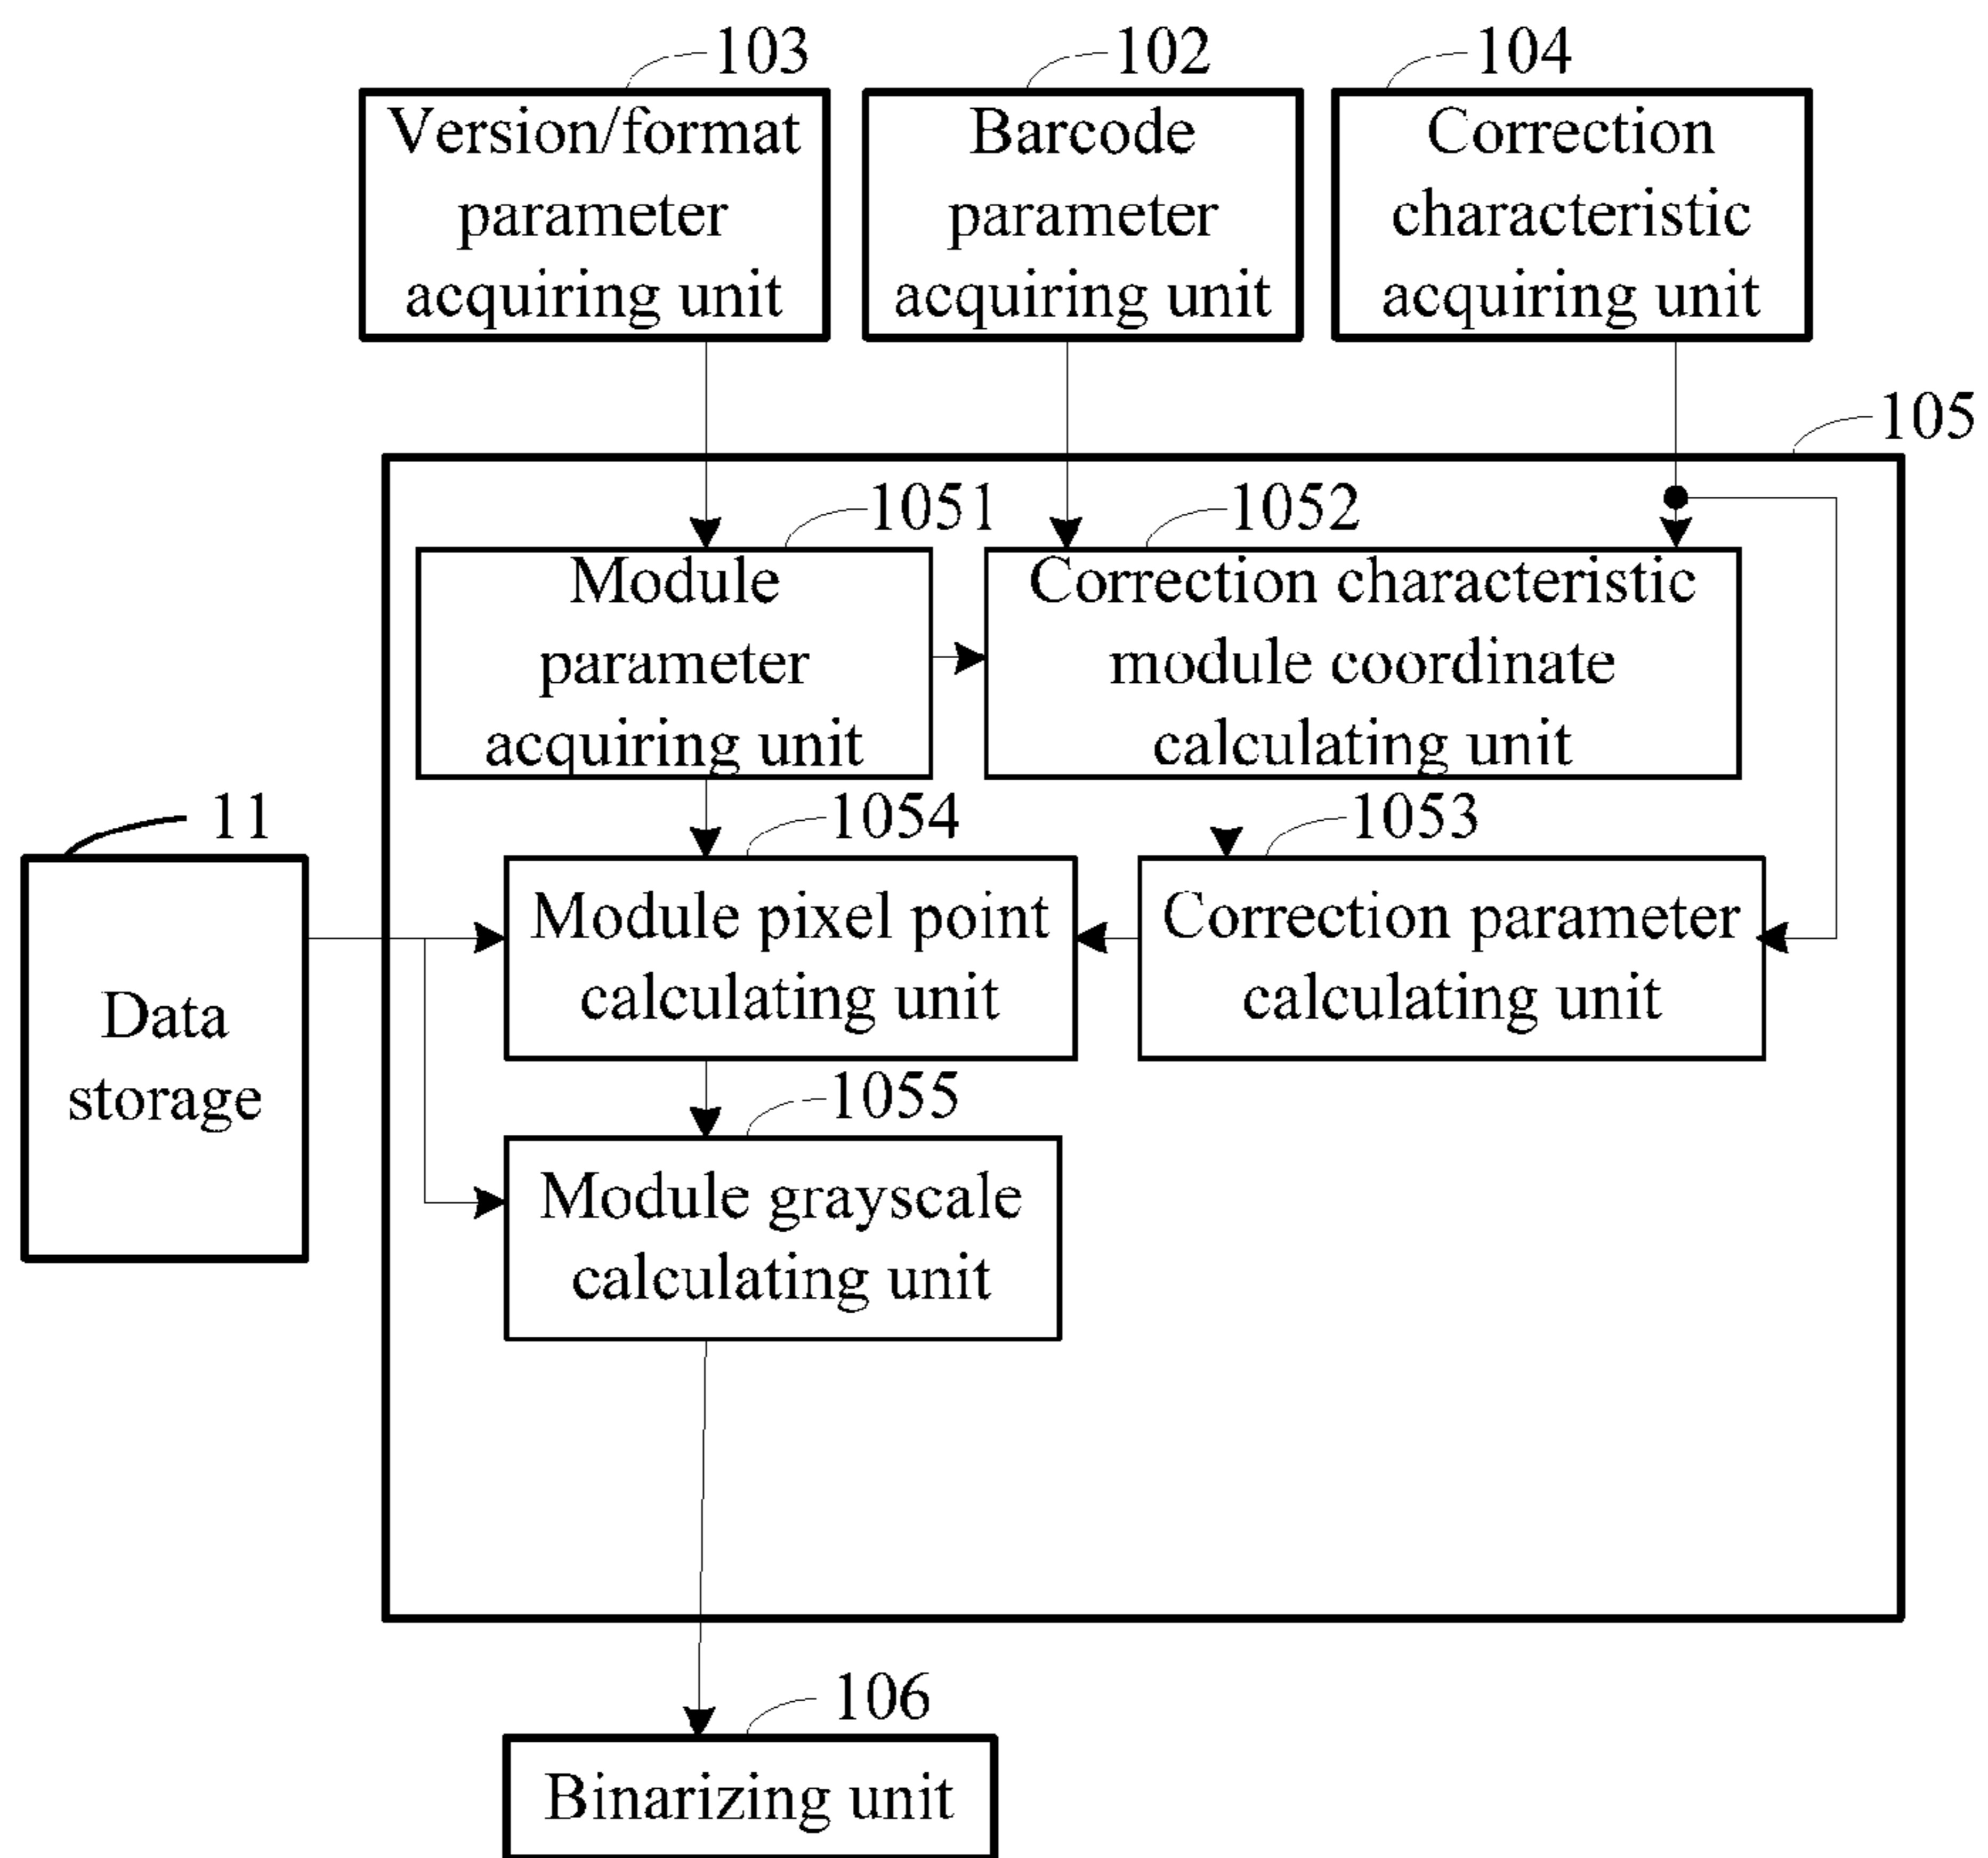 103
Version/format
parameter
acquiring unit
102
Barcode
parameter
acquiring unit
104
Correction
characteristic
acquiring unit
105
1051
Module
parameter
acquiring unit
1052
Correction characteristic
module coordinate
calculating unit
11
Data
storage
1054
Module pixel point
calculating unit
1053
Correction parameter
calculating unit
1055
Module grayscale
calculating unit
106
Binarizing unit